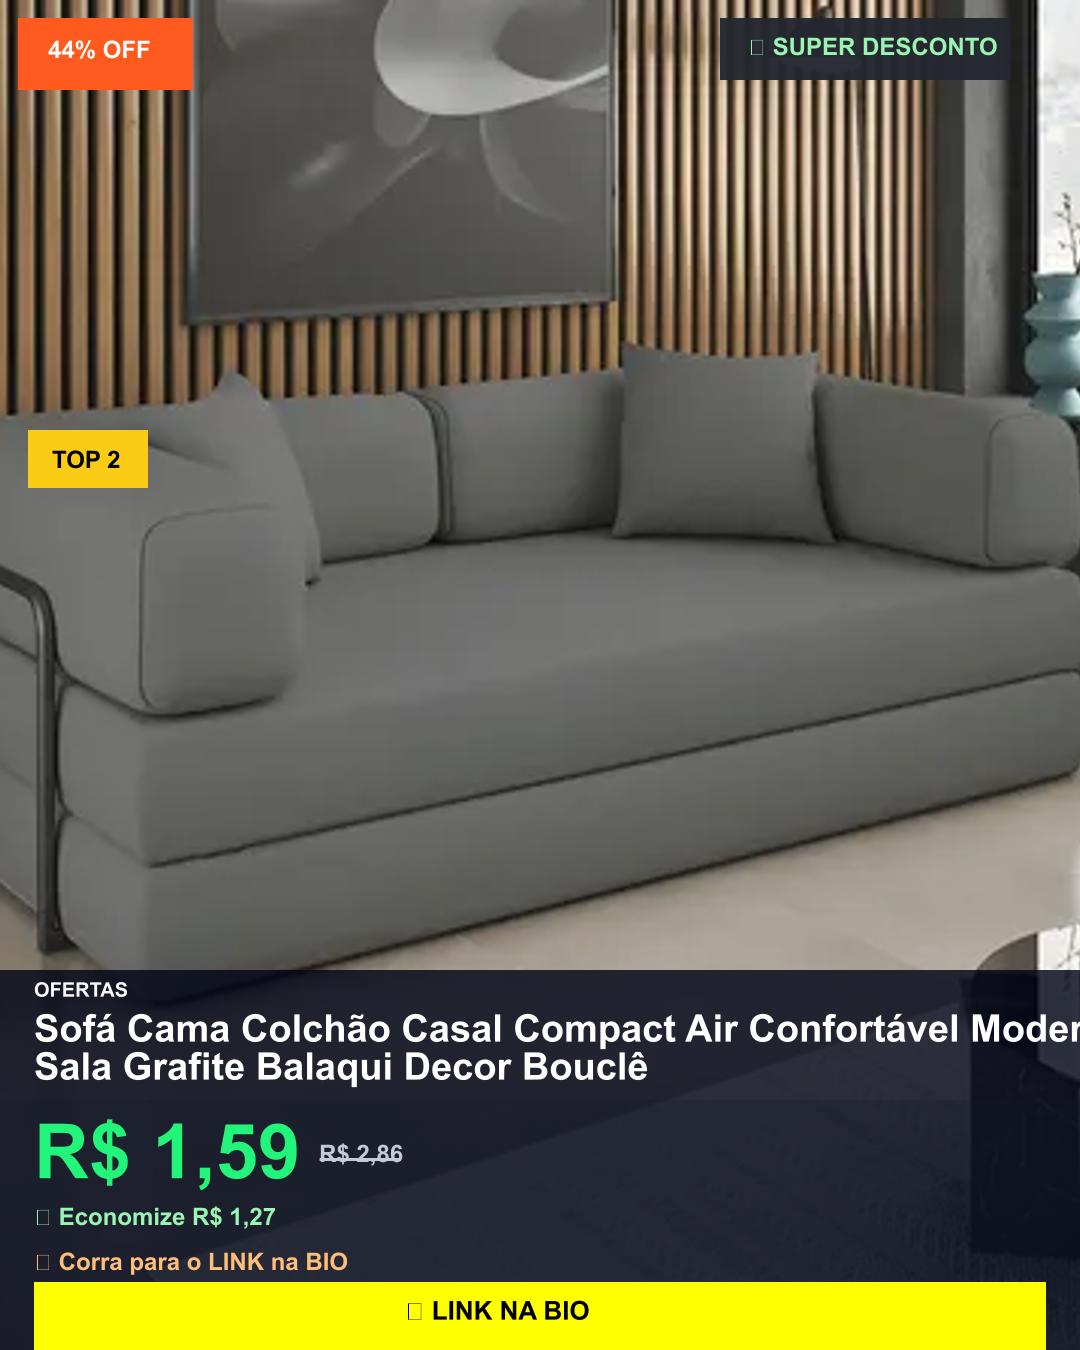 44% OFF
SUPER DESCONTO
TOP 2
OFERTAS
Sofá Cama Colchão Casal Compact Air Confortável Moder
Sala Grafite Balaqui Decor Bouclê
R$ 1,59 R$ 2,86
Economize R$ 1,27
Corra para o LINK na BIO
LINK NA BIO